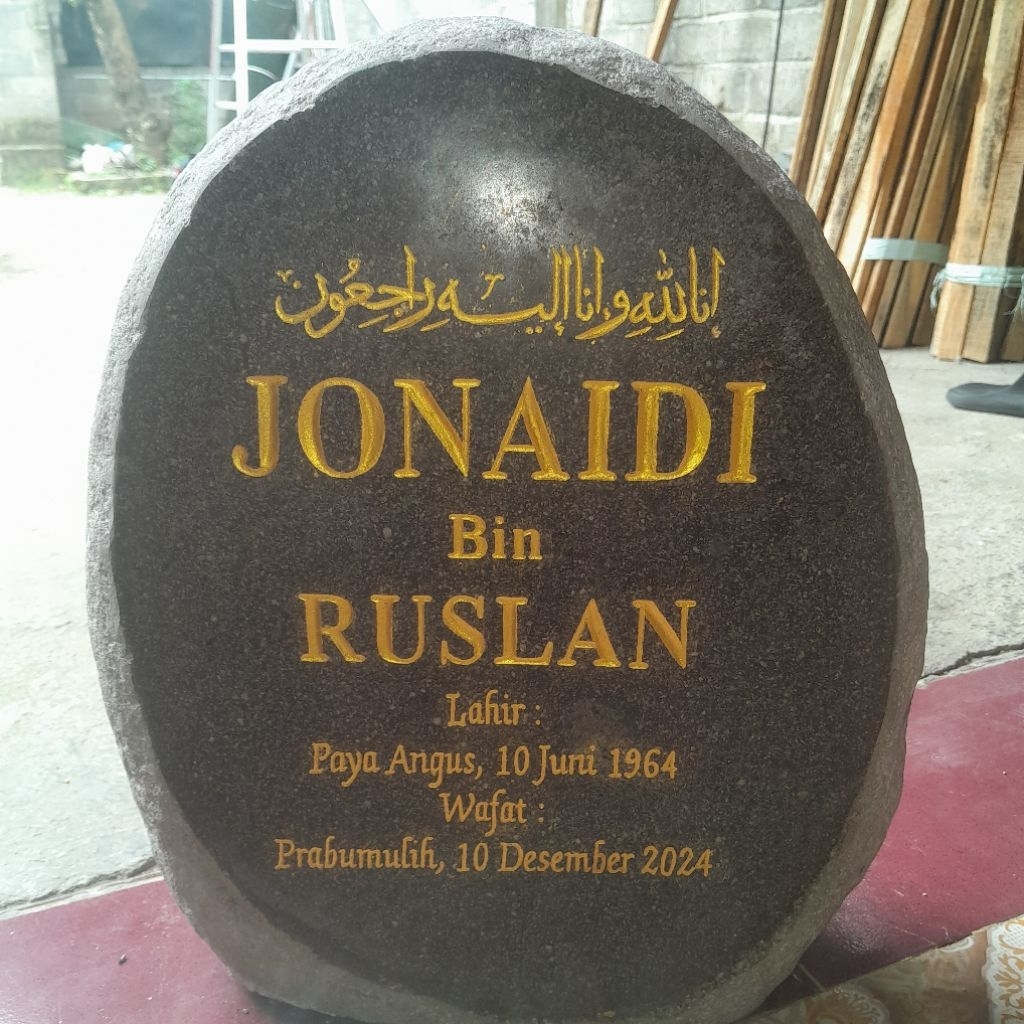 إنا لله وإنا إليه راجعون
JONAIDI
Bin
RUSLAN
Lahir :
Paya Angus, 10 Juni 1964
Wafat :
Prabumulih, 10 Desember 2024